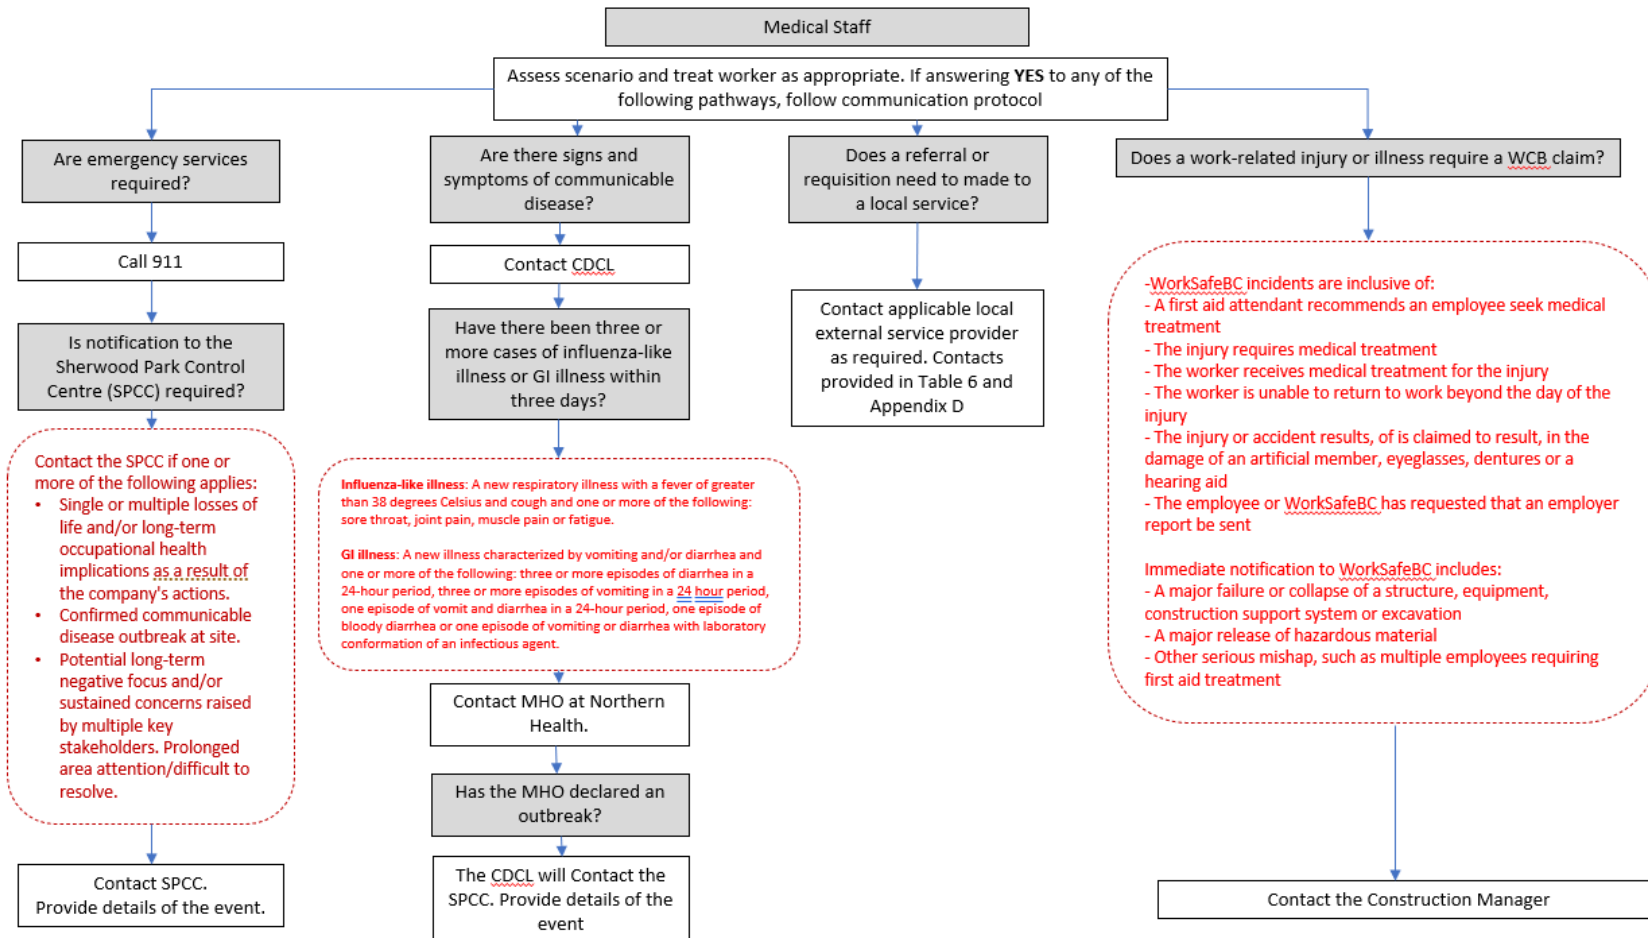 Medical Staff
Assess scenario and treat worker as appropriate. If answering YES to any of the
following pathways, follow communication protocol
Are emergency services
required?
Call 911
Is notification to the
Sherwood Park Control
Centre (SPCC) required?
Contact the SPCC if one or
more of the following applies:
• Single or multiple losses of
life and/or long-term
occupational health
implications as a result of
the company's actions.
• Confirmed communicable
disease outbreak at site.
• Potential long-term
negative focus and/or
sustained concerns raised
by multiple key
stakeholders. Prolonged
area attention/difficult to
resolve.
Contact SPCC.
Provide details of the event.
Are there signs and
symptoms of communicable
disease?
Contact CDCL
Have there been three or
more cases of influenza-like
illness or GI illness within
three days?
Influenza-like illness: A new respiratory illness with a fever of greater
than 38 degrees Celsius and cough and one or more of the following:
sore throat, joint pain, muscle pain or fatigue.
GI illness: A new illness characterized by vomiting and/or diarrhea and
one or more of the following: three or more episodes of diarrhea in a
24-hour period, three or more episodes of vomiting in a 24 hour period,
one episode of vomit and diarrhea in a 24-hour period, one episode of
bloody diarrhea or one episode of vomiting or diarrhea with laboratory
conformation of an infectious agent.
Contact MHO at Northern
Health.
Has the MHO declared an
outbreak?
The CDCL will Contact the
SPCC. Provide details of the
event
Does a referral or
requisition need to made to
a local service?
Contact applicable local
external service provider
as required. Contacts
provided in Table 6 and
Appendix D
Does a work-related injury or illness require a WCB claim?
-WorkSafeBC incidents are inclusive of:
- A first aid attendant recommends an employee seek medical
treatment
- The injury requires medical treatment
- The worker receives medical treatment for the injury
- The worker is unable to return to work beyond the day of the
injury
- The injury or accident results, of is claimed to result, in the
damage of an artificial member, eyeglasses, dentures or a
hearing aid
- The employee or WorkSafeBC has requested that an employer
report be sent
Immediate notification to WorkSafeBC includes:
- A major failure or collapse of a structure, equipment,
construction support system or excavation
- A major release of hazardous material
- Other serious mishap, such as multiple employees requiring
first aid treatment
Contact the Construction Manager